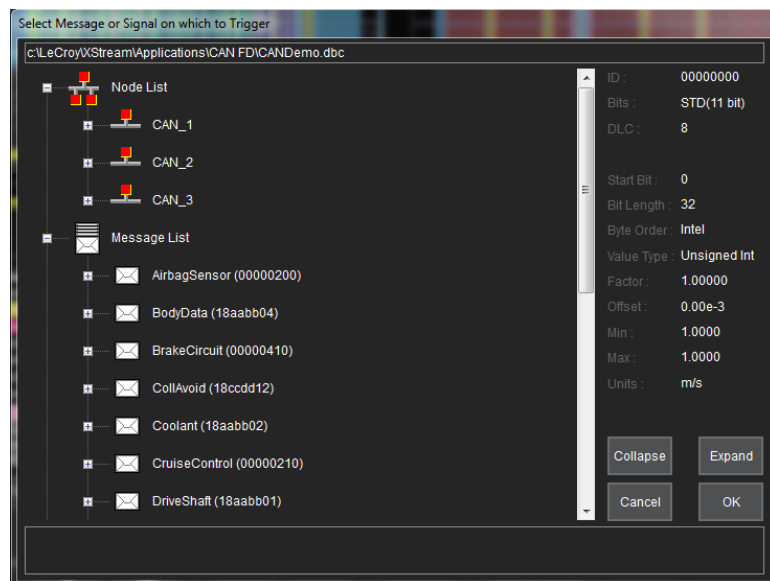 Select Message or Signal on which to Trigger
c:\LeCroy\XStream\Applications\CAN FD\CANDemo.dbc
Node List
CAN_1
CAN_2
CAN_3
Message List
AirbagSensor (00000200)
BodyData (18aabb04)
BrakeCircuit (00000410)
CollAvoid (18ccdd12)
Coolant (18aabb02)
CruiseControl (00000210)
DriveShaft (18aabb01)
ID : 00000000
Bits : STD(11 bit)
DLC : 8
Start Bit : 0
Bit Length : 32
Byte Order : Intel
Value Type : Unsigned Int
Factor : 1.00000
Offset : 0.00e-3
Min : 1.0000
Max : 1.0000
Units : m/s
Collapse Expand
Cancel OK